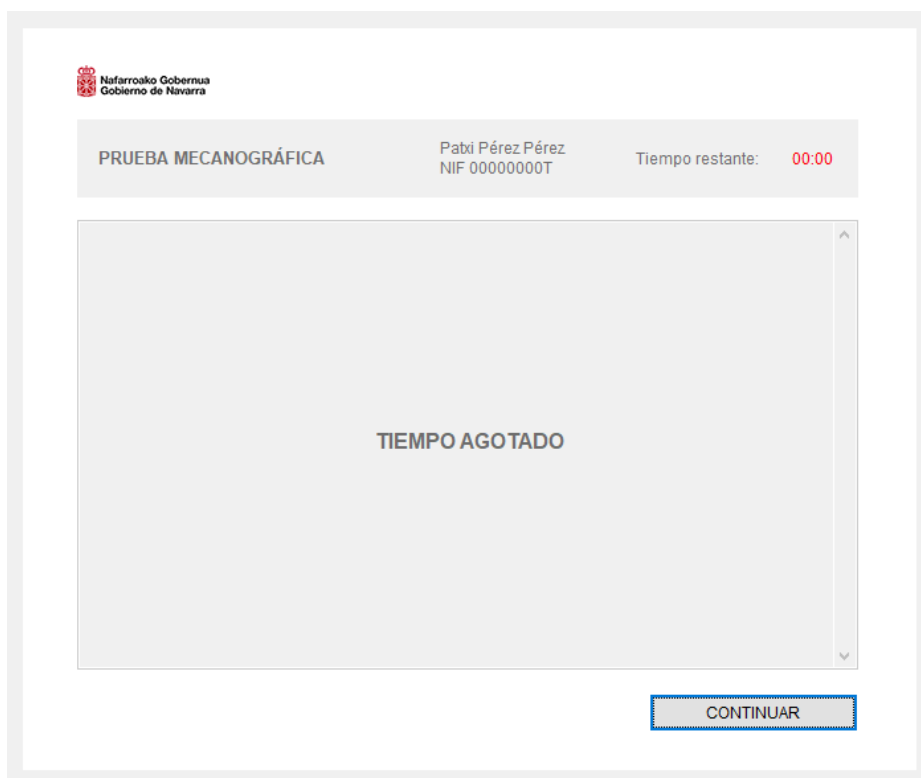 Nafarroako Gobernua
Gobierno de Navarra
PRUEBA MECANOGRÁFICA
Patxi Pérez Pérez
NIF 00000000T
Tiempo restante: 00:00
TIEMPO AGOTADO
CONTINUAR